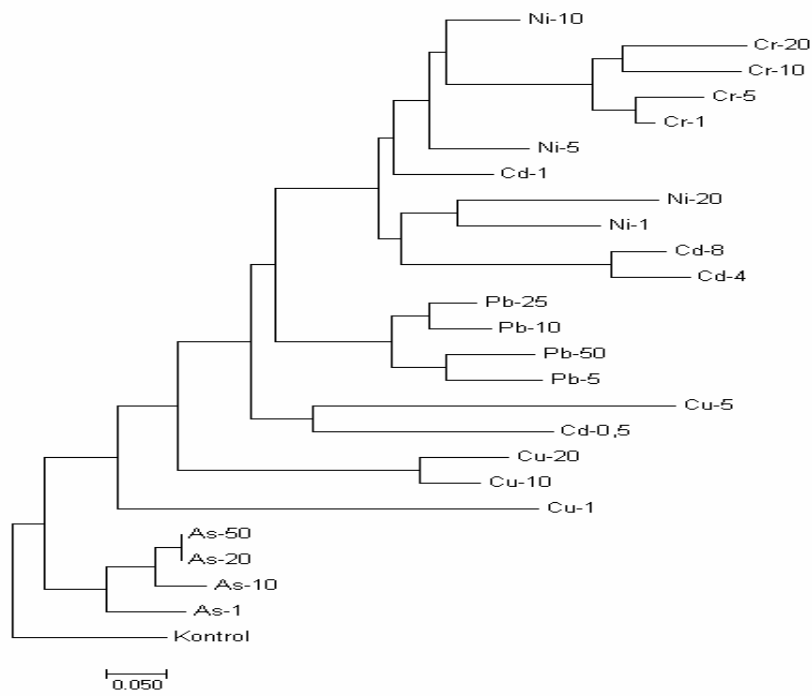 Ni-10
Cr-20
Cr-10
Cr-5
Cr-1
Ni-5
Cd-1
Ni-20
Ni-1
Cd-8
Cd-4
Pb-25
Pb-10
Pb-50
Pb-5
Cu-5
Cd-0,5
Cu-20
Cu-10
Cu-1
As-50
As-20
As-10
As-1
Kontrol
0.050